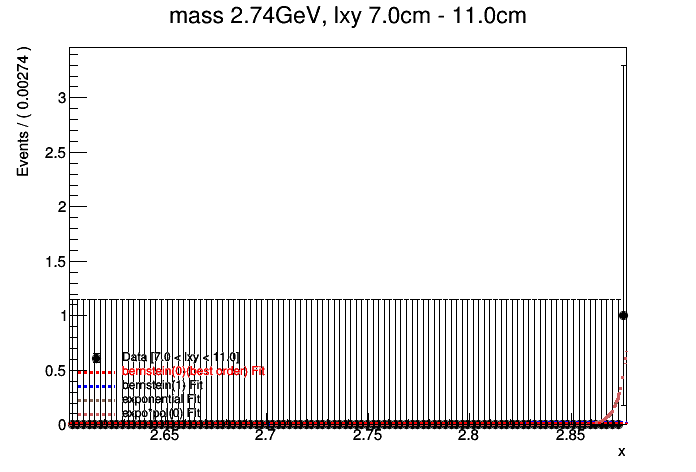 mass 2.74GeV, lxy 7.0cm - 11.0cm
Events / ( 0.00274 )
3
2.5
2
1.5
1
0.5
0
Data [7.0 < lxy < 11.0]
bernstein(0)(best order) Fit
bernstein(1) Fit
exponential Fit
expo*pol(0) Fit
2.65 2.7 2.75 2.8 2.85
x